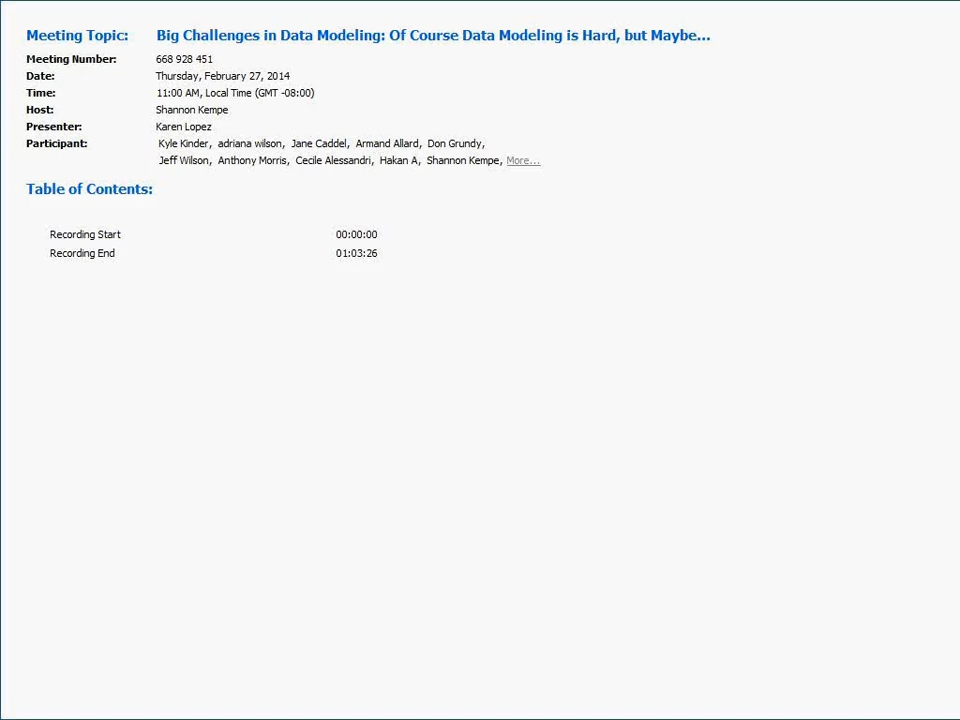 Meeting Topic: Big Challenges in Data Modeling: Of Course Data Modeling is Hard, but Maybe...
Meeting Number: 668 928 451
Date: Thursday, February 27, 2014
Time: 11:00 AM, Local Time (GMT -08:00)
Host: Shannon Kempe
Presenter: Karen Lopez
Participant: Kyle Kinder, adriana wilson, Jane Caddel, Armand Allard, Don Grundy,
Jeff Wilson, Anthony Morris, Cecile Alessandri, Hakan A, Shannon Kempe, More...
Table of Contents:
Recording Start 00:00:00
Recording End 01:03:26